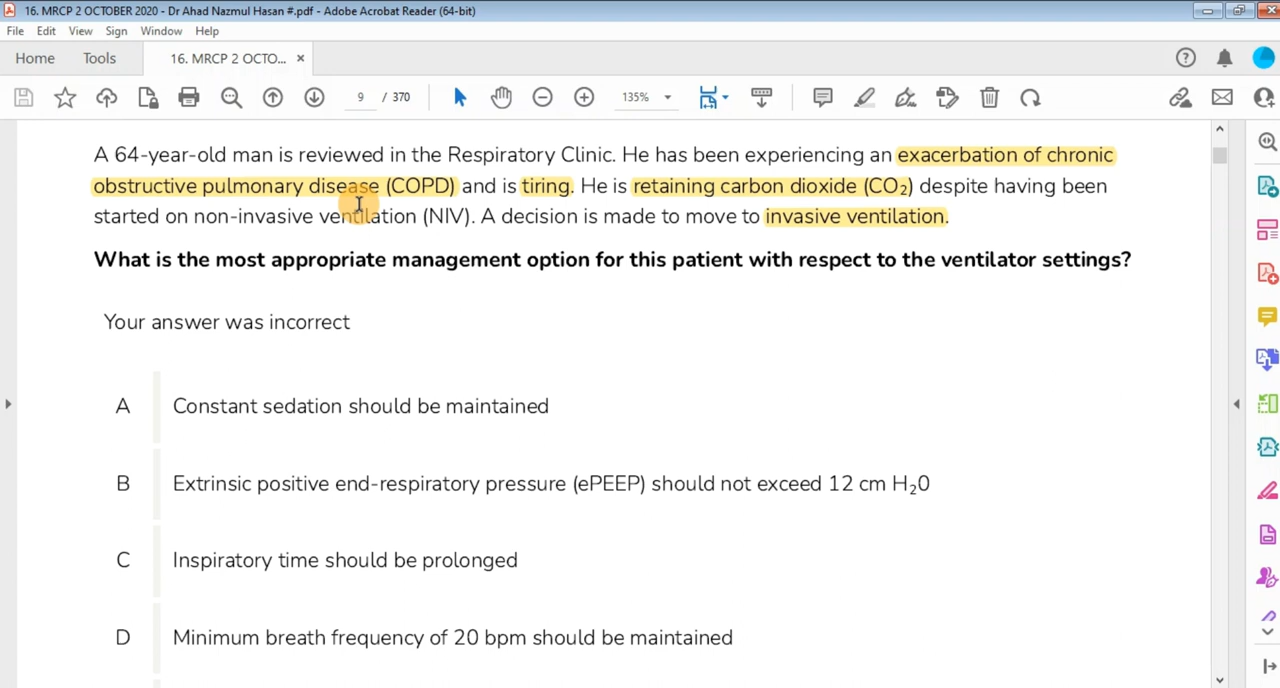 16. MRCP 2 OCTOBER 2020 - Dr Ahad Nazmul Hasan #.pdf - Adobe Acrobat Reader (64-bit)
File Edit View Sign Window Help
Home Tools 16. MRCP 2 OCTO... ×
9 / 370 135%
A 64-year-old man is reviewed in the Respiratory Clinic. He has been experiencing an exacerbation of chronic
obstructive pulmonary disease (COPD) and is tiring. He is retaining carbon dioxide (CO₂) despite having been
started on non-invasive ventilation (NIV). A decision is made to move to invasive ventilation.
What is the most appropriate management option for this patient with respect to the ventilator settings?
Your answer was incorrect
A Constant sedation should be maintained
B Extrinsic positive end-respiratory pressure (ePEEP) should not exceed 12 cm H₂0
C Inspiratory time should be prolonged
D Minimum breath frequency of 20 bpm should be maintained